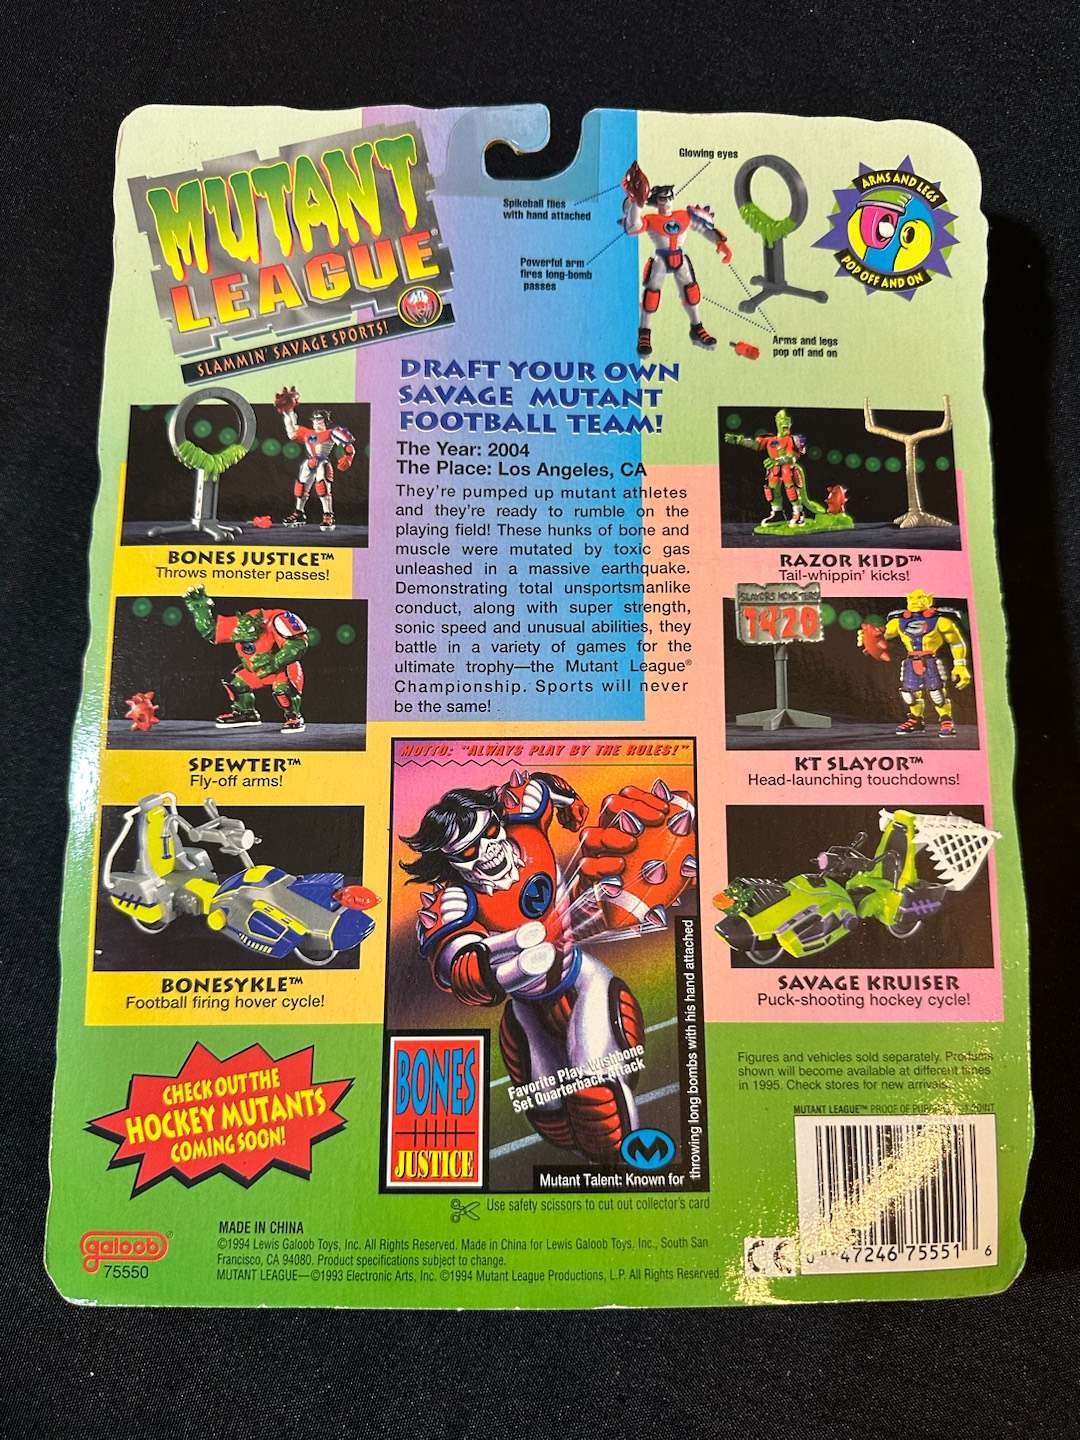 MUTANT
LEAGUE®
SLAMMIN' SAVAGE SPORTS!
Glowing eyes
Spikeball flies
with hand attached
Powerful arm
fires long-bomb
passes
Arms and legs
pop off and on
ARMS AND LEGS
POP OFF AND ON
DRAFT YOUR OWN
SAVAGE MUTANT
FOOTBALL TEAM!
The Year: 2004
The Place: Los Angeles, CA
They're pumped up mutant athletes
and they're ready to rumble on the
playing field! These hunks of bone and
muscle were mutated by toxic gas
unleashed in a massive earthquake.
Demonstrating total unsportsmanlike
conduct, along with super strength,
sonic speed and unusual abilities, they
battle in a variety of games for the
ultimate trophy—the Mutant League®
Championship. Sports will never
be the same!
BONES JUSTICE™
Throws monster passes!
SPEWTER™
Fly-off arms!
BONESYKLE™
Football firing hover cycle!
RAZOR KIDD™
Tail-whippin' kicks!
SLAYORS MONSTERS
1420
KT SLAYOR™
Head-launching touchdowns!
SAVAGE KRUISER
Puck-shooting hockey cycle!
MOTTO: "ALWAYS PLAY BY THE RULES!"
BONES
JUSTICE
Favorite Play: Wishbone
Set Quarterback Attack
Mutant Talent: Known for
throwing long bombs with his hand attached
Use safety scissors to cut out collector's card
CHECK OUT THE
HOCKEY MUTANTS
COMING SOON!
Figures and vehicles sold separately. Products
shown will become available at different times
in 1995. Check stores for new arrivals.
MUTANT LEAGUE™ PROOF OF PURCHASE POINT
CE
0 47246 75551 6
galoob®
75550
MADE IN CHINA
©1994 Lewis Galoob Toys, Inc. All Rights Reserved. Made in China for Lewis Galoob Toys, Inc., South San
Francisco, CA 94080. Product specifications subject to change.
MUTANT LEAGUE—©1993 Electronic Arts, Inc. ©1994 Mutant League Productions, L.P. All Rights Reserved